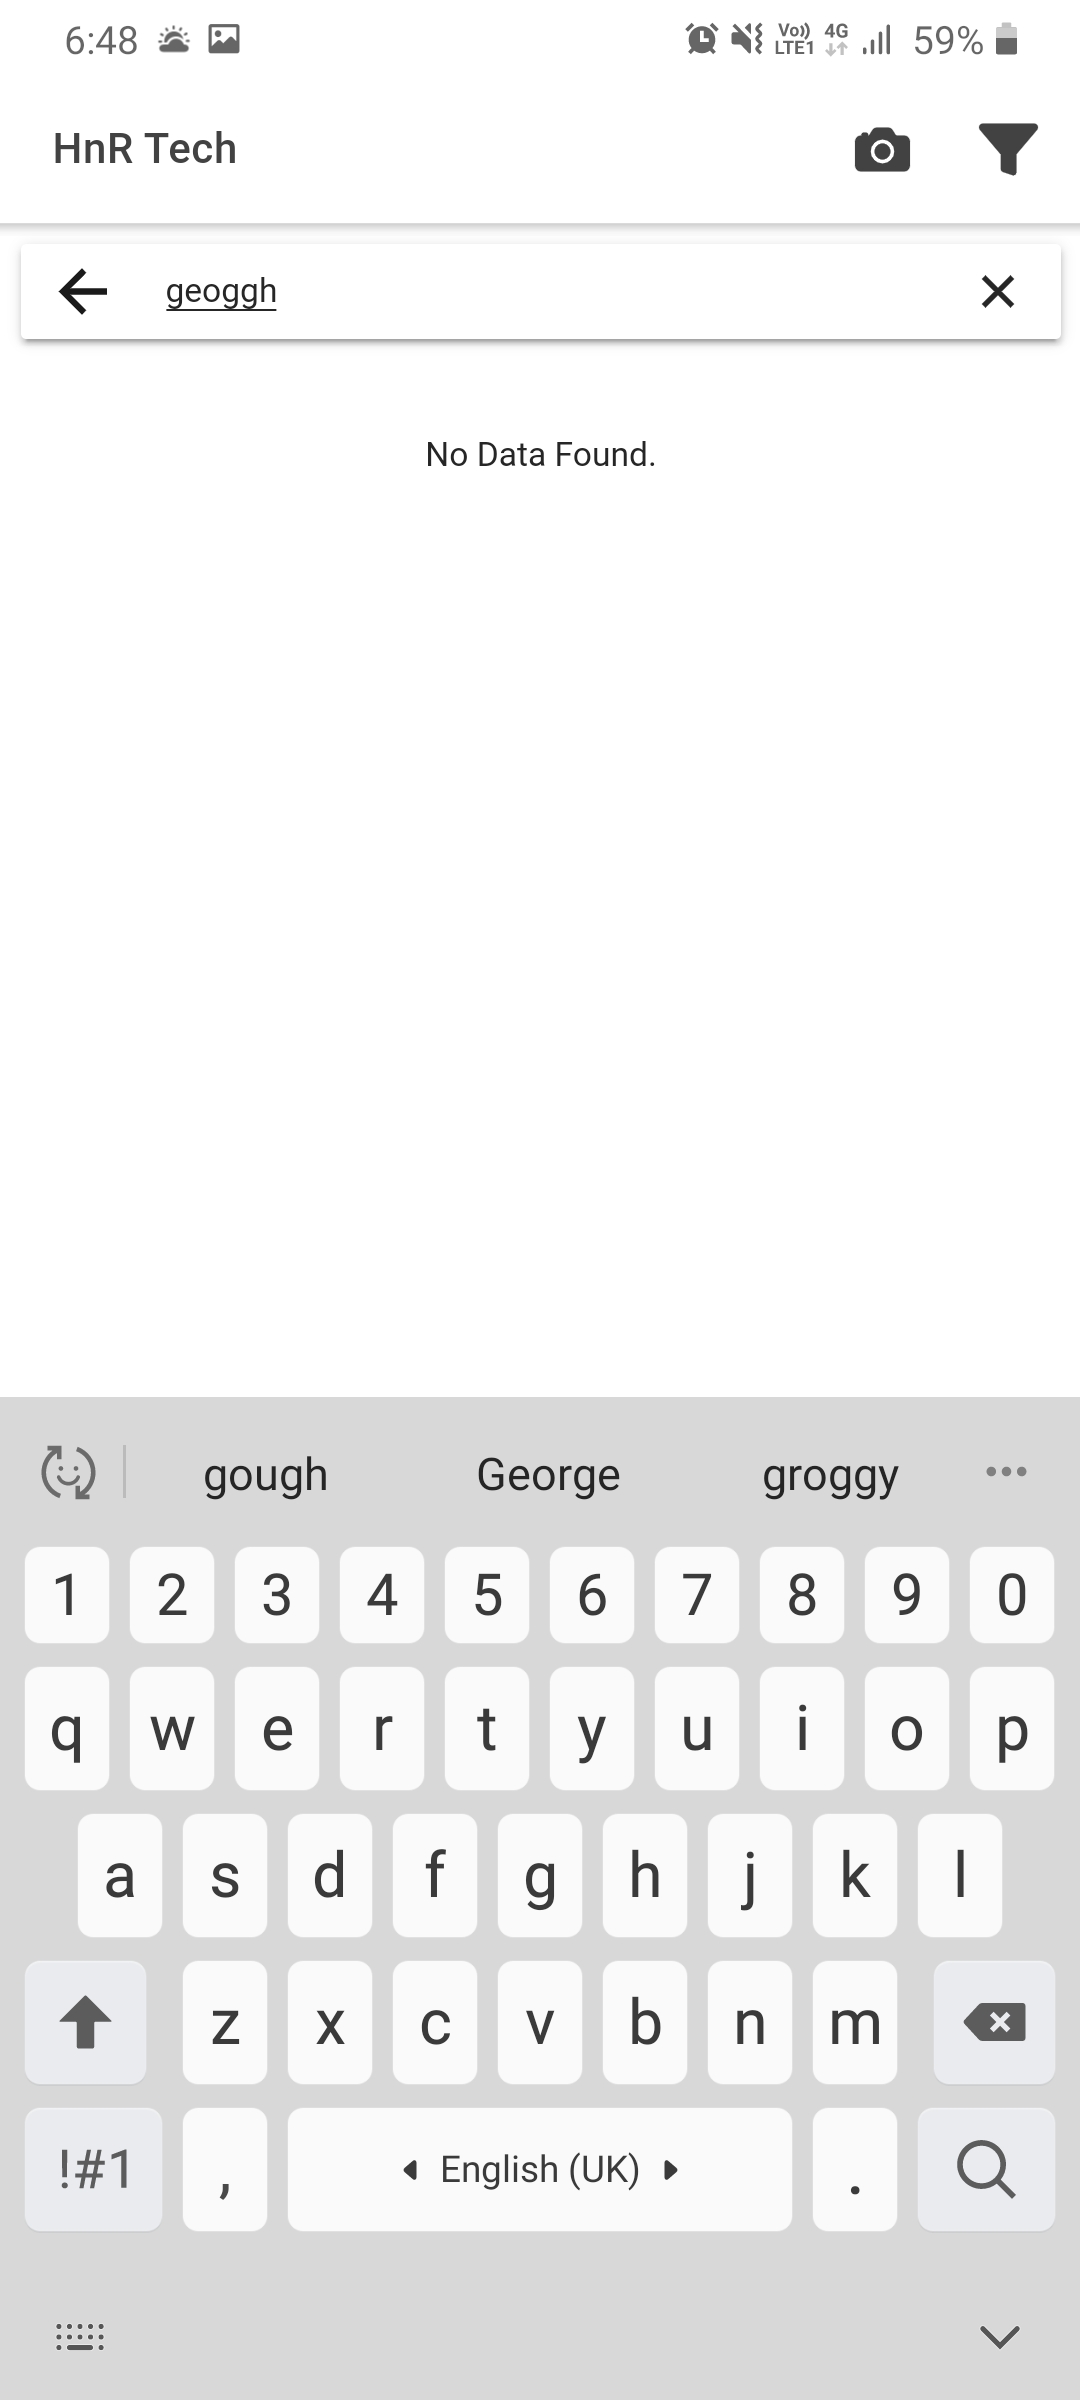 6:48 Vo)) LTE1 4G 59%
HnR Tech
geoggh
No Data Found.
gough George groggy
1 2 3 4 5 6 7 8 9 0
q w e r t y u i o p
a s d f g h j k l
z x c v b n m
!#1 , English (UK) .